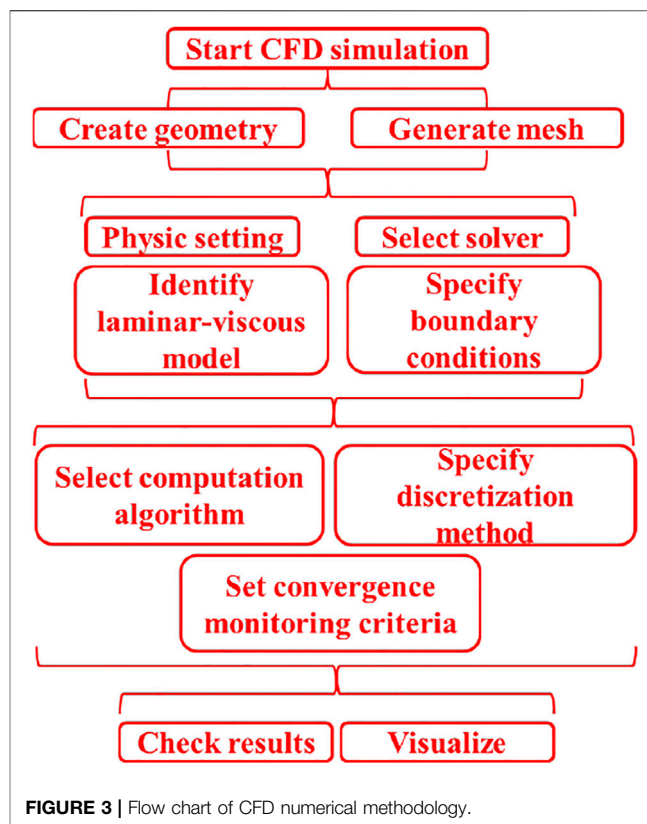 Start CFD simulation
Create geometry
Generate mesh
Physic setting
Select solver
Identify
laminar-viscous
model
Specify
boundary
conditions
Select computation
algorithm
Specify
discretization
method
Set convergence
monitoring criteria
Check results
Visualize
FIGURE 3 | Flow chart of CFD numerical methodology.